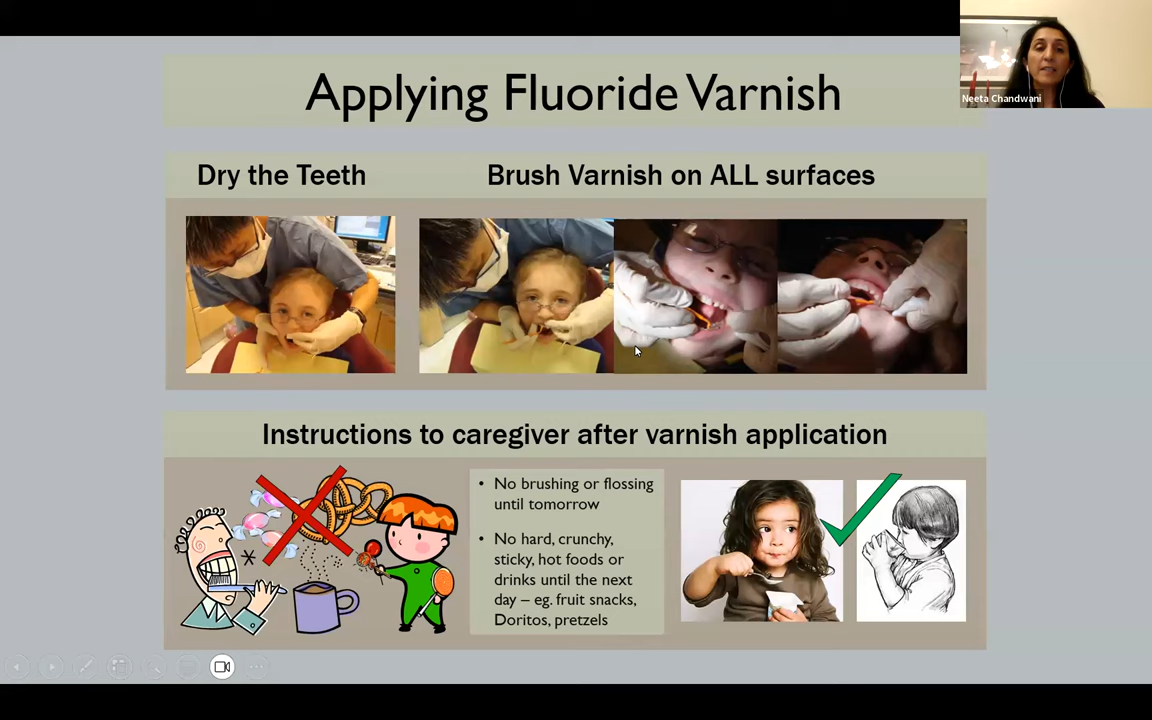 Applying Fluoride Varnish
Neeta Chandwani
Dry the Teeth
Brush Varnish on ALL surfaces
Instructions to caregiver after varnish application
• No brushing or flossing
until tomorrow
• No hard, crunchy,
sticky, hot foods or
drinks until the next
day – eg. fruit snacks,
Doritos, pretzels